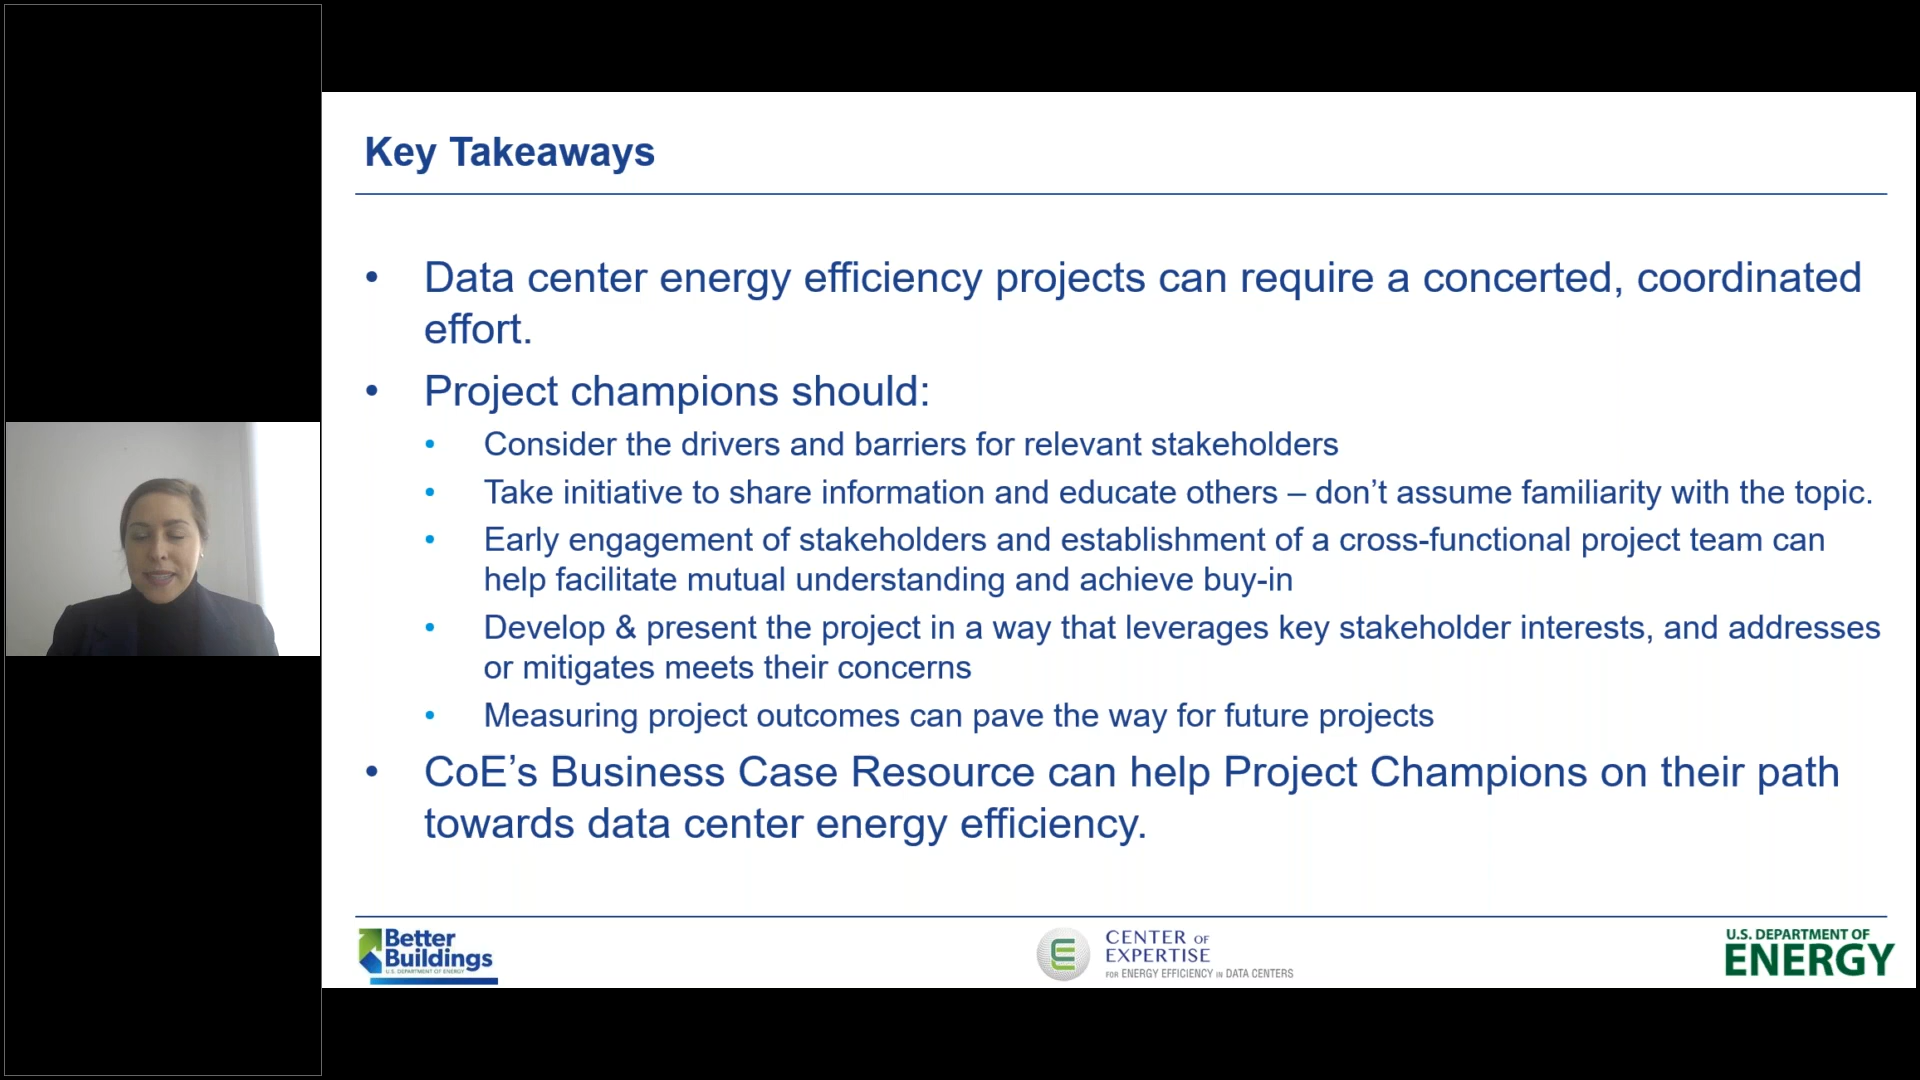 Key Takeaways
• Data center energy efficiency projects can require a concerted, coordinated
effort.
• Project champions should:
• Consider the drivers and barriers for relevant stakeholders
• Take initiative to share information and educate others – don’t assume familiarity with the topic.
• Early engagement of stakeholders and establishment of a cross-functional project team can
help facilitate mutual understanding and achieve buy-in
• Develop & present the project in a way that leverages key stakeholder interests, and addresses
or mitigates meets their concerns
• Measuring project outcomes can pave the way for future projects
• CoE’s Business Case Resource can help Project Champions on their path
towards data center energy efficiency.
Better
Buildings
U.S. DEPARTMENT OF ENERGY
CENTER OF
EXPERTISE
FOR ENERGY EFFICIENCY IN DATA CENTERS
U.S. DEPARTMENT OF
ENERGY